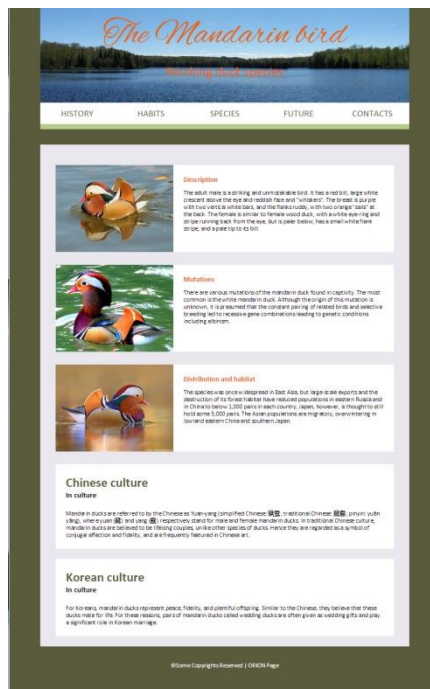 The Mandarin bird
HISTORY HABITS SPECIES FUTURE CONTACTS
Description
The adult male is a striking and unmistakable bird. It has a red bill, large white
crescent above the eye and reddish face and "whiskers". The breast is purple
with two vertical white bars, and the flanks ruddy, with two orange "sails" at
the back. The female is similar to female wood duck, with a white eye-ring and
stripe running back from the eye, but is paler below, has a small white flank
stripe, and a pale tip to its bill.
Mutations
There are various mutations of the mandarin duck found in captivity. The most
common is the white mandarin duck. Although the origin of this mutation is
unknown, it is presumed that the constant pairing of related birds and selective
breeding led to recessive gene combinations leading to genetic conditions
including albinism.
Distribution and habitat
The species was once widespread in East Asia, but large-scale exports and the
destruction of its forest habitat have reduced populations in eastern Russia and
in China to below 1,000 pairs in each country; Japan, however, is thought to still
hold some 5,000 pairs. The Asian populations are migratory, overwintering in
lowland eastern China and southern Japan.
Chinese culture
In culture
Mandarin ducks are referred to by the Chinese as Yuan-yang (simplified Chinese: traditional Chinese: pinyin: yuān
yāng), where yuan and yang respectively stand for male and female mandarin ducks. In traditional Chinese culture,
mandarin ducks are believed to be lifelong couples, unlike other species of ducks. Hence they are regarded as a symbol of
conjugal affection and fidelity, and are frequently featured in Chinese art.
Korean culture
In culture
For Koreans, mandarin ducks represent peace, fidelity, and plentiful offspring. Similar to the Chinese, they believe that these
ducks mate for life. For these reasons, pairs of mandarin ducks called wedding ducks are often given as wedding gifts and play
a significant role in Korean marriage.
©Some Copyrights Reserved | ORION Page